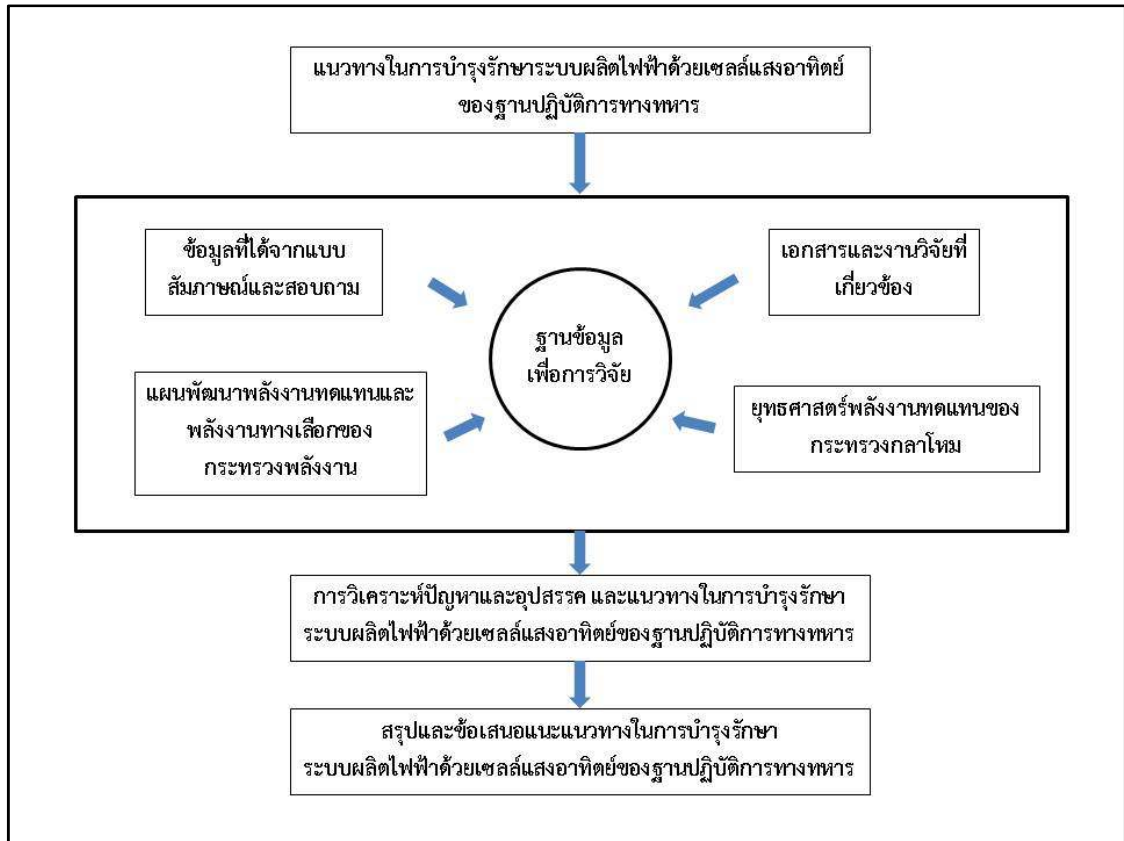 แนวทางในการบำรุงรักษาระบบผลิตไฟฟ้าด้วยเซลล์แสงอาทิตย์
ของฐานปฏิบัติการทางทหาร
ข้อมูลที่ได้จากแบบ
สัมภาษณ์และสอบถาม
เอกสารและงานวิจัยที่
เกี่ยวข้อง
ฐานข้อมูล
เพื่อการวิจัย
แผนพัฒนาพลังงานทดแทนและ
พลังงานทางเลือกของ
กระทรวงพลังงาน
ยุทธศาสตร์พลังงานทดแทนของ
กระทรวงกลาโหม
การวิเคราะห์ปัญหาและอุปสรรค และแนวทางในการบำรุงรักษา
ระบบผลิตไฟฟ้าด้วยเซลล์แสงอาทิตย์ของฐานปฏิบัติการทางทหาร
สรุปและข้อเสนอแนะแนวทางในการบำรุงรักษา
ระบบผลิตไฟฟ้าด้วยเซลล์แสงอาทิตย์ของฐานปฏิบัติการทางทหาร